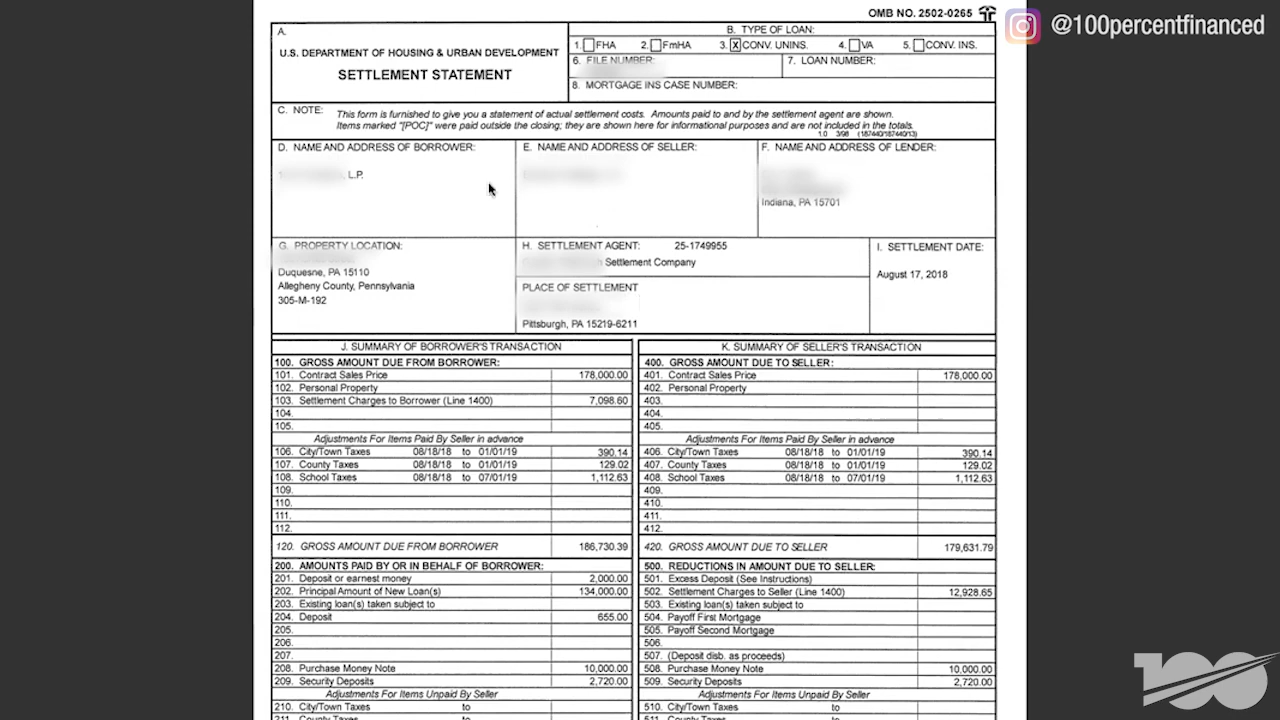 OMB NO. 2502-0265
@100percentfinanced
A.
U.S. DEPARTMENT OF HOUSING & URBAN DEVELOPMENT
SETTLEMENT STATEMENT
B. TYPE OF LOAN:
1. FHA 2. FmHA 3. X CONV. UNINS. 4. VA 5. CONV. INS.
6. FILE NUMBER: 7. LOAN NUMBER:
8. MORTGAGE INS CASE NUMBER:
C. NOTE: This form is furnished to give you a statement of actual settlement costs. Amounts paid to and by the settlement agent are shown.
Items marked "[POC]" were paid outside the closing; they are shown here for informational purposes and are not included in the totals.
1.0 3/98 (187440/187440/13)
D. NAME AND ADDRESS OF BORROWER:
, L.P.
E. NAME AND ADDRESS OF SELLER:
F. NAME AND ADDRESS OF LENDER:
Indiana, PA 15701
G. PROPERTY LOCATION:
Duquesne, PA 15110
Allegheny County, Pennsylvania
305-M-192
H. SETTLEMENT AGENT: 25-1749955
Settlement Company
PLACE OF SETTLEMENT
Pittsburgh, PA 15219-6211
I. SETTLEMENT DATE:
August 17, 2018
J. SUMMARY OF BORROWER'S TRANSACTION
100. GROSS AMOUNT DUE FROM BORROWER:
101. Contract Sales Price 178,000.00
102. Personal Property
103. Settlement Charges to Borrower (Line 1400) 7,098.60
104.
105.
Adjustments For Items Paid By Seller in advance
106. City/Town Taxes 08/18/18 to 01/01/19 390.14
107. County Taxes 08/18/18 to 01/01/19 129.02
108. School Taxes 08/18/18 to 07/01/19 1,112.63
109.
110.
111.
112.
120. GROSS AMOUNT DUE FROM BORROWER 186,730.39
200. AMOUNTS PAID BY OR IN BEHALF OF BORROWER:
201. Deposit or earnest money 2,000.00
202. Principal Amount of New Loan(s) 134,000.00
203. Existing loan(s) taken subject to
204. Deposit 655.00
205.
206.
207.
208. Purchase Money Note 10,000.00
209. Security Deposits 2,720.00
Adjustments For Items Unpaid By Seller
210. City/Town Taxes to
211. County Taxes to
K. SUMMARY OF SELLER'S TRANSACTION
400. GROSS AMOUNT DUE TO SELLER:
401. Contract Sales Price 178,000.00
402. Personal Property
403.
404.
405.
Adjustments For Items Paid By Seller in advance
406. City/Town Taxes 08/18/18 to 01/01/19 390.14
407. County Taxes 08/18/18 to 01/01/19 129.02
408. School Taxes 08/18/18 to 07/01/19 1,112.63
409.
410.
411.
412.
420. GROSS AMOUNT DUE TO SELLER 179,631.79
500. REDUCTIONS IN AMOUNT DUE TO SELLER:
501. Excess Deposit (See Instructions)
502. Settlement Charges to Seller (Line 1400) 12,928.65
503. Existing loan(s) taken subject to
504. Payoff First Mortgage
505. Payoff Second Mortgage
506.
507. (Deposit disb. as proceeds)
508. Purchase Money Note 10,000.00
509. Security Deposits 2,720.00
Adjustments For Items Unpaid By Seller
510. City/Town Taxes to
511. County Taxes to
100